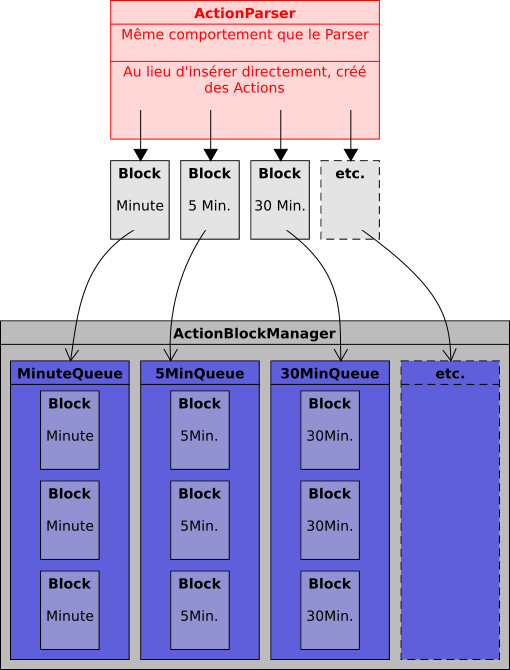 ActionParser
Même comportement que le Parser
Au lieu d'insérer directement, créé
des Actions
Block
Minute
Block
5 Min.
Block
30 Min.
etc.
ActionBlockManager
MinuteQueue
Block
Minute
Block
Minute
Block
Minute
5MinQueue
Block
5Min.
Block
5Min.
Block
5Min.
30MinQueue
Block
30Min.
Block
30Min.
Block
30Min.
etc.